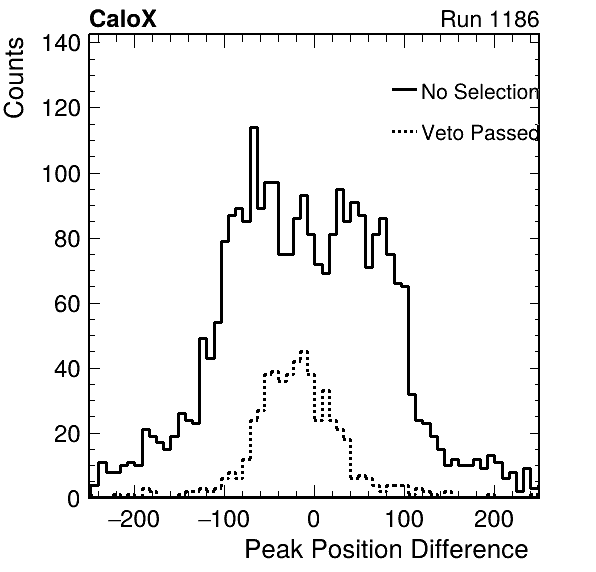 CaloX Run 1186
Counts
140
120
100
80
60
40
20
0
No Selection
Veto Passed
−200 −100 0 100 200
Peak Position Difference